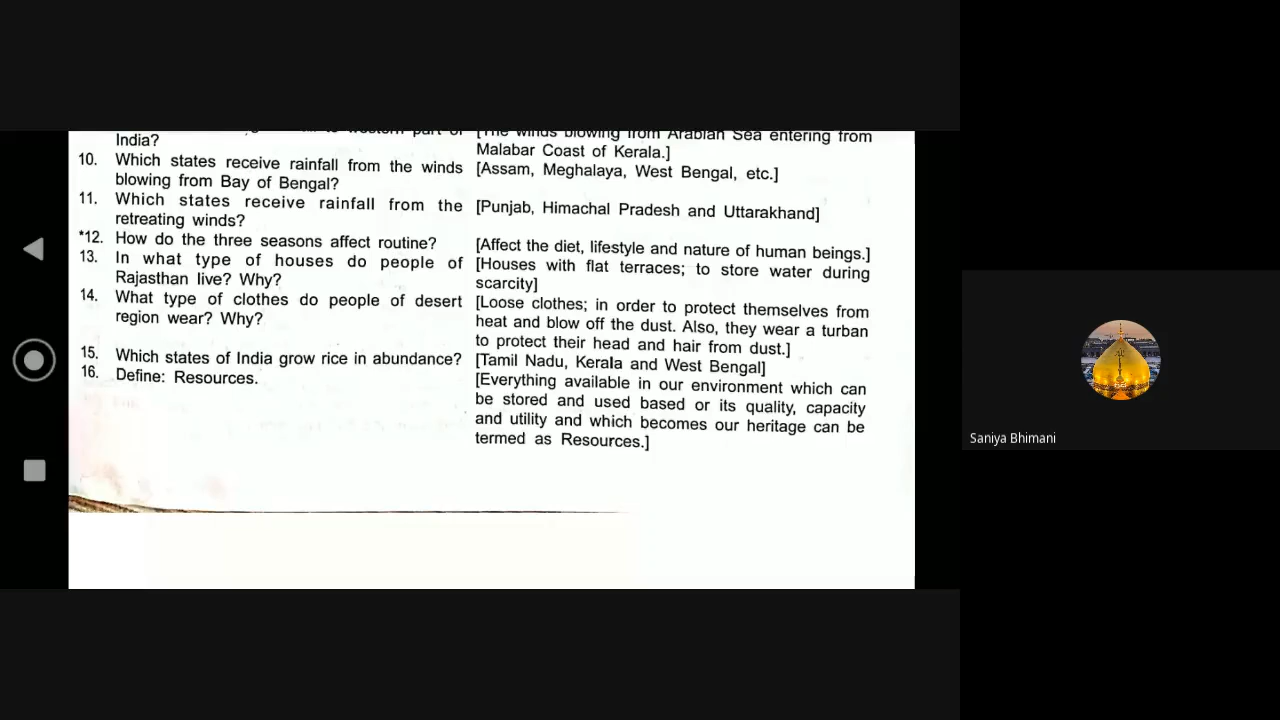 India?
[The winds blowing from Arabian Sea entering from
Malabar Coast of Kerala.]
10. Which states receive rainfall from the winds
blowing from Bay of Bengal?
[Assam, Meghalaya, West Bengal, etc.]
11. Which states receive rainfall from the
retreating winds?
[Punjab, Himachal Pradesh and Uttarakhand]
*12. How do the three seasons affect routine?
[Affect the diet, lifestyle and nature of human beings.]
13. In what type of houses do people of
Rajasthan live? Why?
[Houses with flat terraces; to store water during
scarcity]
14. What type of clothes do people of desert
region wear? Why?
[Loose clothes; in order to protect themselves from
heat and blow off the dust. Also, they wear a turban
to protect their head and hair from dust.]
15. Which states of India grow rice in abundance?
[Tamil Nadu, Kerala and West Bengal]
16. Define: Resources.
[Everything available in our environment which can
be stored and used based or its quality, capacity
and utility and which becomes our heritage can be
termed as Resources.]
Saniya Bhimani